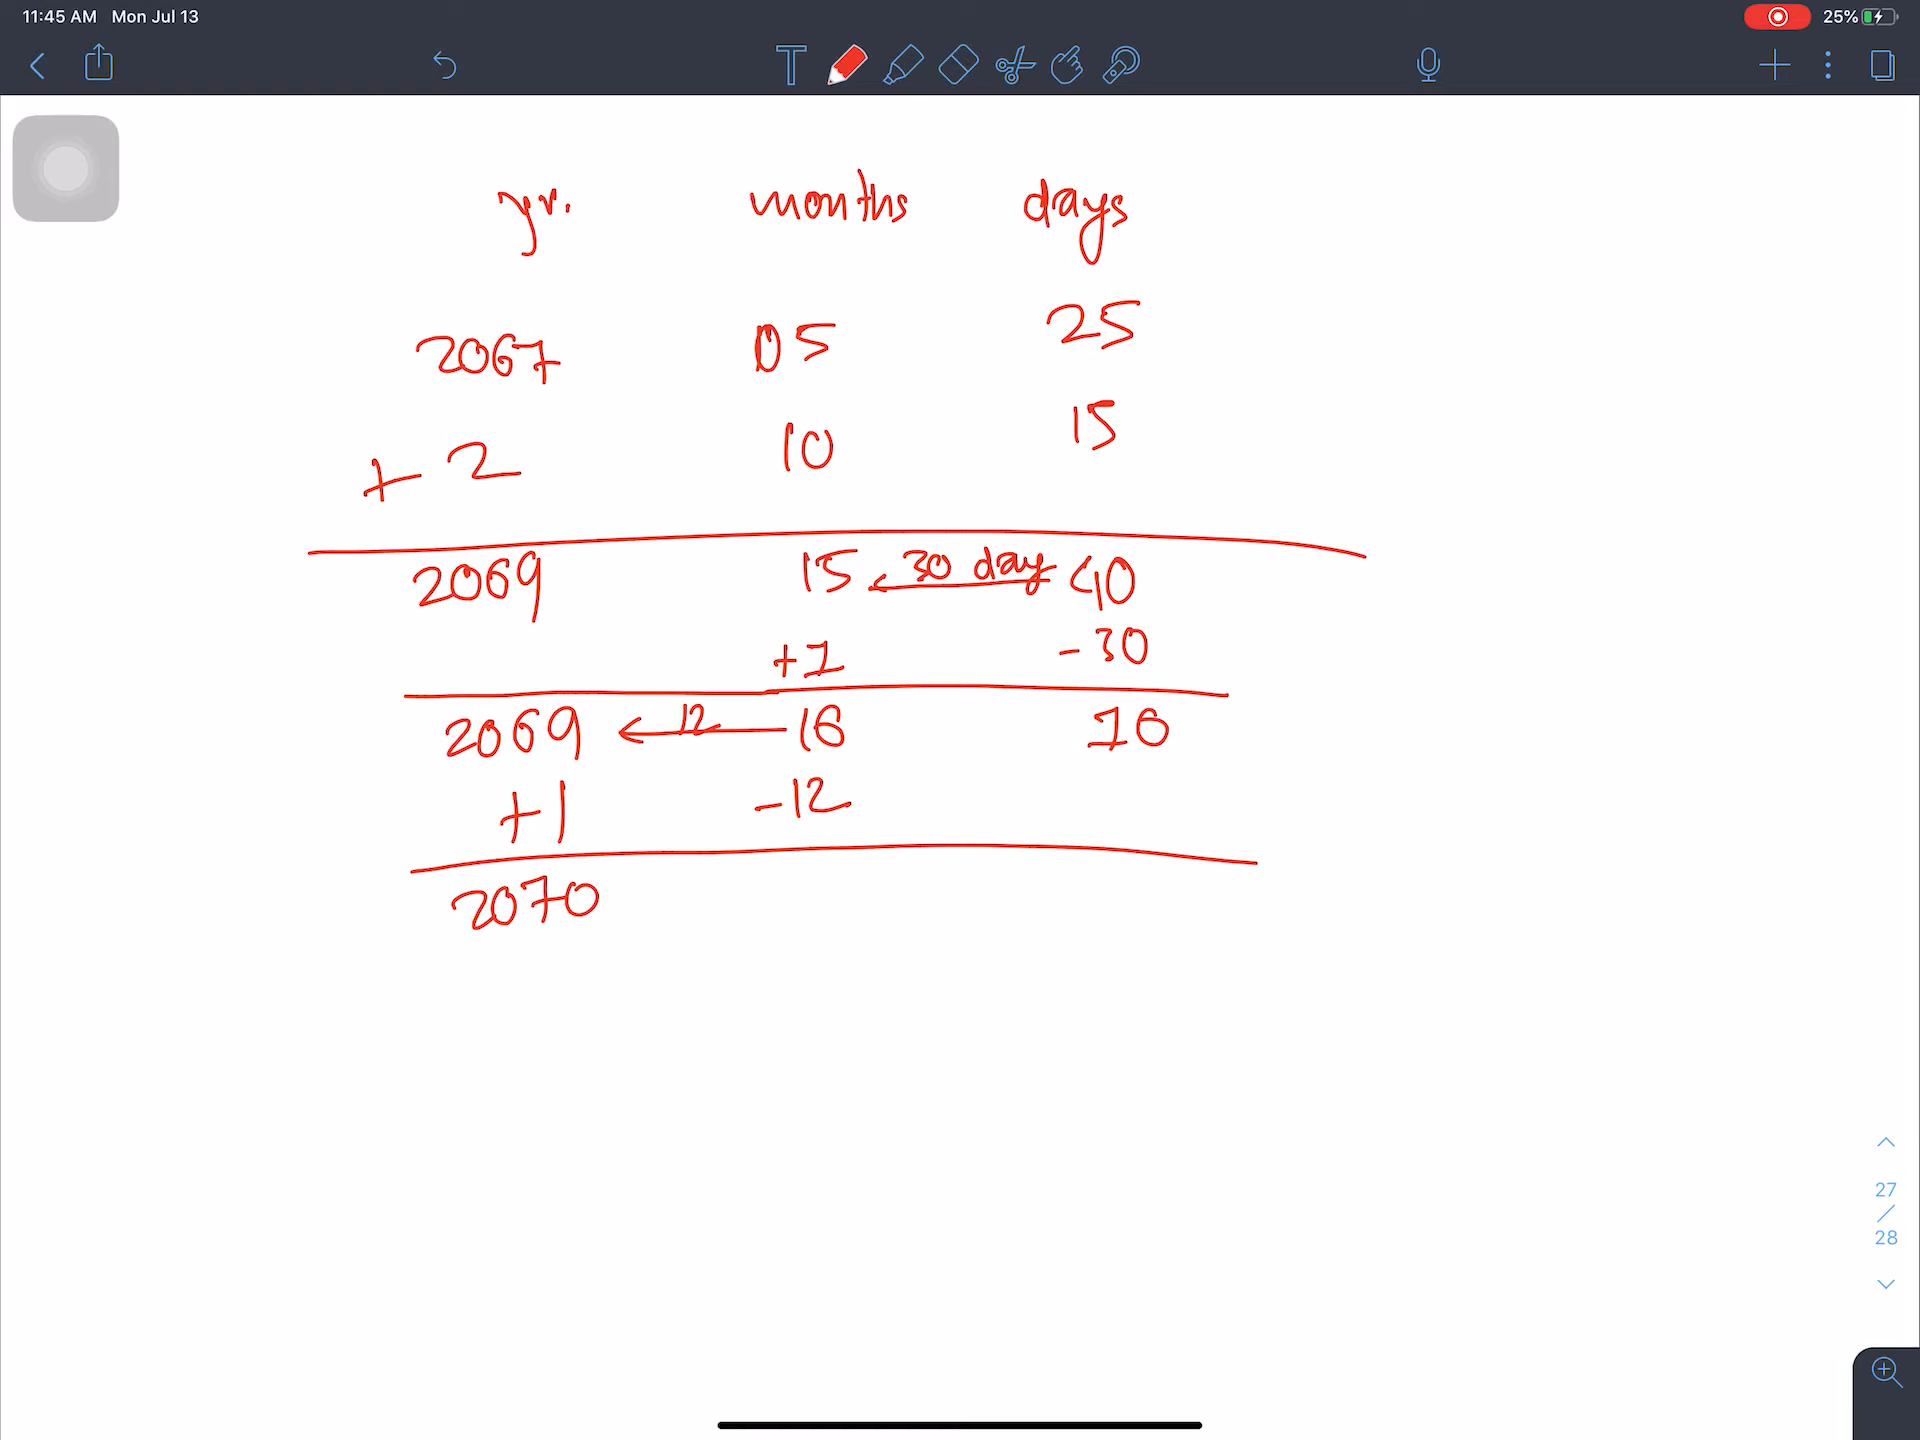 11:45 AM Mon Jul 13
25%
T
yr. months days
2067 05 25
+ 2 10 15
2069 15 30 day 40
+1 -30
2069 12 16 10
+1 -12
2070
27
/
28